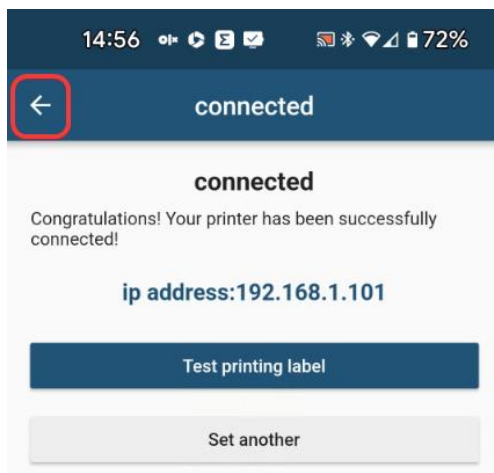 14:56 72%
connected
connected
Congratulations! Your printer has been successfully
connected!
ip address:192.168.1.101
Test printing label
Set another